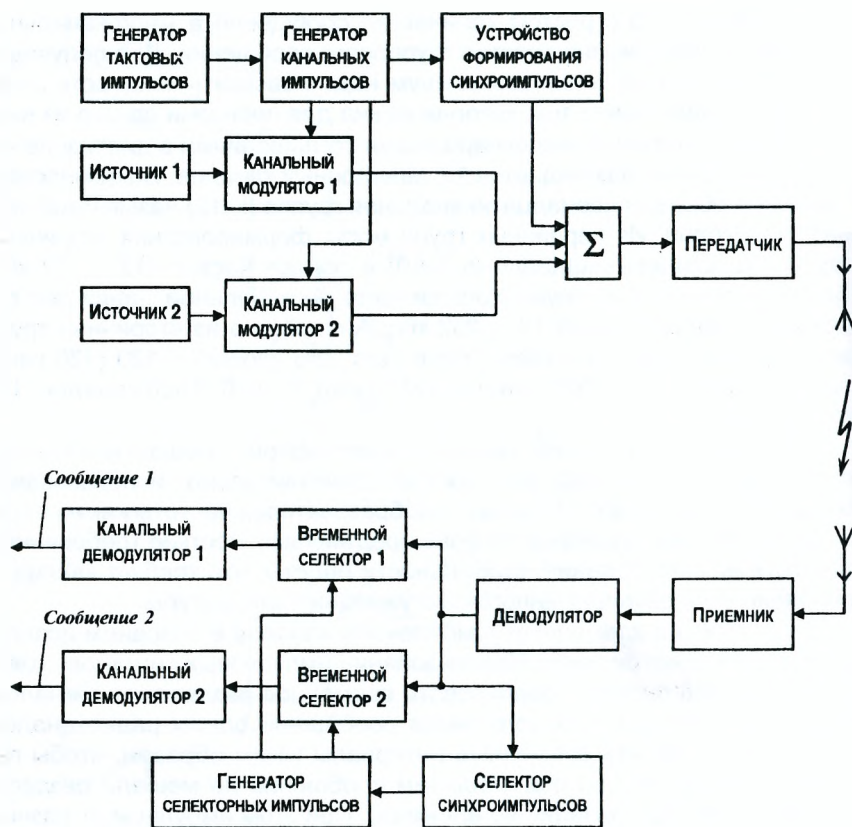 ГЕНЕРАТОР
ТАКТОВЫХ
ИМПУЛЬСОВ
ГЕНЕРАТОР
КАНАЛЬНЫХ
ИМПУЛЬСОВ
УСТРОЙСТВО
ФОРМИРОВАНИЯ
СИНХРОИМПУЛЬСОВ
ИСТОЧНИК 1
КАНАЛЬНЫЙ
МОДУЛЯТОР 1
Σ
ПЕРЕДАТЧИК
ИСТОЧНИК 2
КАНАЛЬНЫЙ
МОДУЛЯТОР 2
Сообщение 1
КАНАЛЬНЫЙ
ДЕМОДУЛЯТОР 1
ВРЕМЕННОЙ
СЕЛЕКТОР 1
ДЕМОДУЛЯТОР
ПРИЕМНИК
Сообщение 2
КАНАЛЬНЫЙ
ДЕМОДУЛЯТОР 2
ВРЕМЕННОЙ
СЕЛЕКТОР 2
ГЕНЕРАТОР
СЕЛЕКТОРНЫХ ИМПУЛЬСОВ
СЕЛЕКТОР
СИНХРОИМПУЛЬСОВ